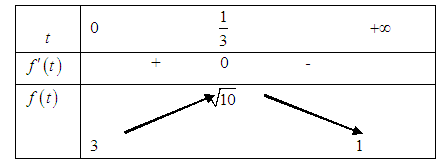 t 0 1/3 +∞
f'(t) + 0 -
f(t) √10
3 1